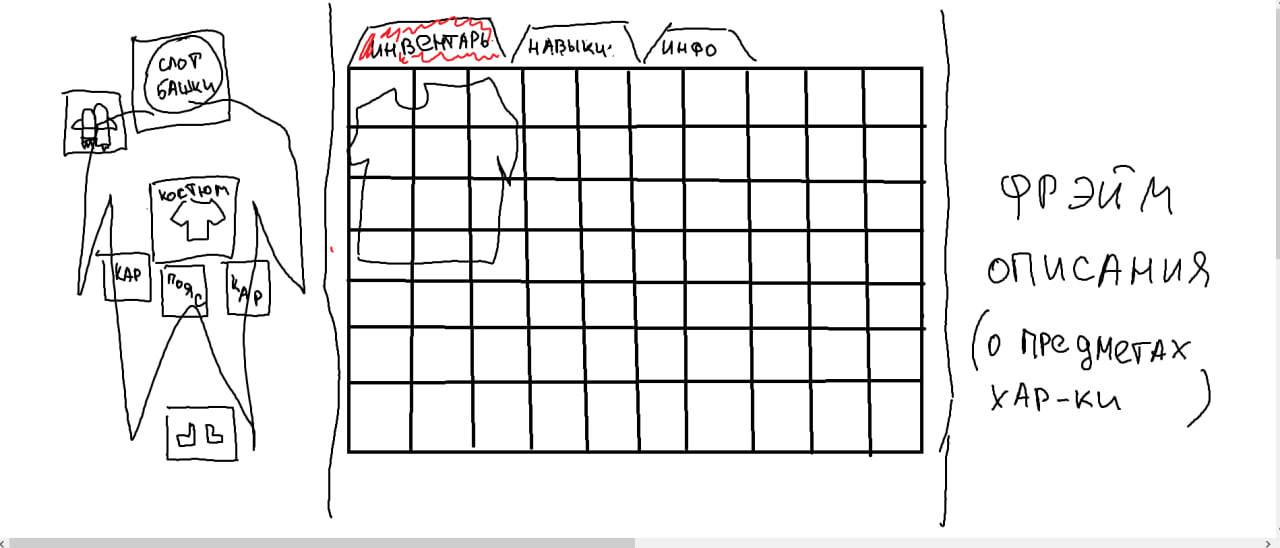 СЛОТ
БАШКИ
КОСТЮМ
КАР
ПОЯС
КАР
ИНВЕНТАРЬ
НАВЫКИ
ИНФО
ФРЭЙМ
ОПИСАНИЯ
(О ПРЕДМЕТАХ
ХАР-КИ)